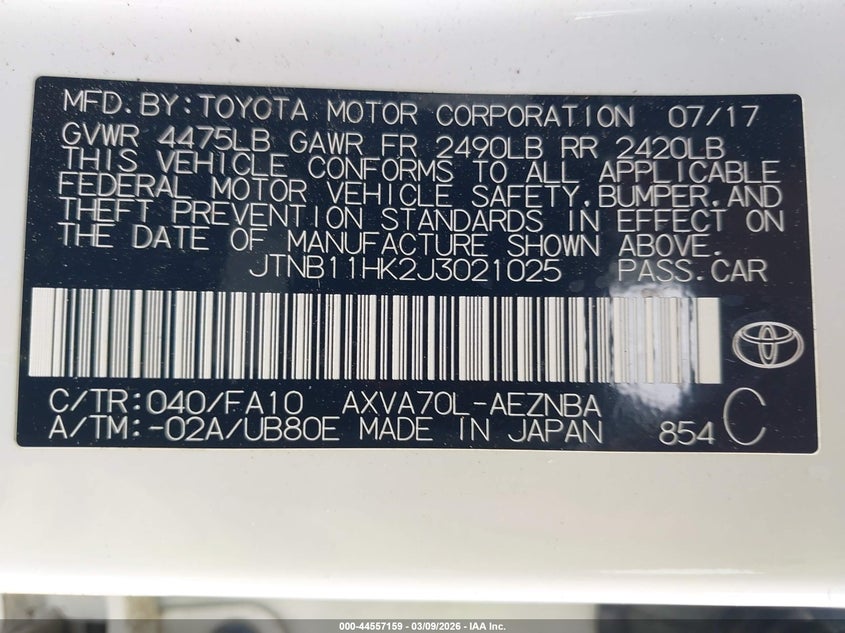 MFD.BY:TOYOTA MOTOR CORPORATION 07/17
GVWR 4475LB GAWR FR 2490LB RR 2420LB
THIS VEHICLE CONFORMS TO ALL APPLICABLE
FEDERAL MOTOR VEHICLE SAFETY,BUMPER,AND
THEFT PREVENTION STANDARDS IN EFFECT ON
THE DATE OF MANUFACTURE SHOWN ABOVE.
JTNB11HK2J3021025 PASS.CAR
C/TR:040/FA10 AXVA70L-AEZNBA
A/TM:-02A/UB80E MADE IN JAPAN 854 C
000-44557159 | 03/09/2026 - IAA Inc.